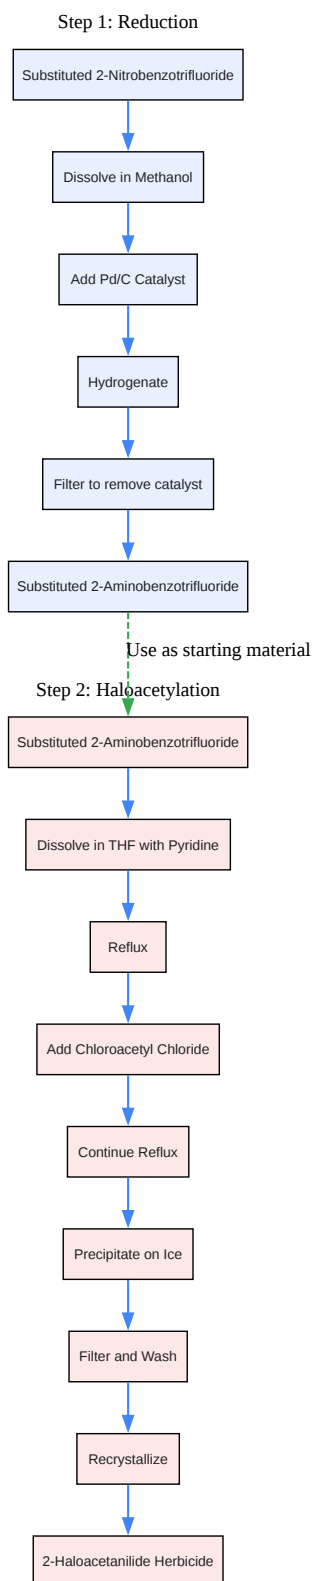 Step 1: Reduction
Substituted 2-Nitrobenzotrifluoride
Dissolve in Methanol
Add Pd/C Catalyst
Hydrogenate
Filter to remove catalyst
Substituted 2-Aminobenzotrifluoride
Use as starting material
Step 2: Haloacetylation
Substituted 2-Aminobenzotrifluoride
Dissolve in THF with Pyridine
Reflux
Add Chloroacetyl Chloride
Continue Reflux
Precipitate on Ice
Filter and Wash
Recrystallize
2-Haloacetanilide Herbicide